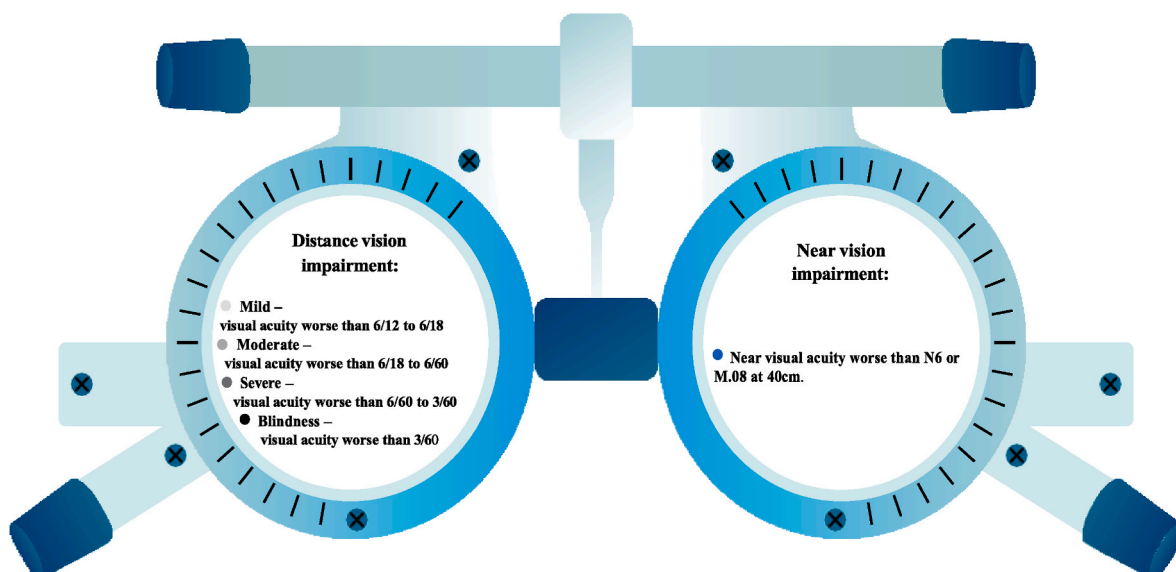 Distance vision
impairment:
Mild –
visual acuity worse than 6/12 to 6/18
Moderate –
visual acuity worse than 6/18 to 6/60
Severe –
visual acuity worse than 6/60 to 3/60
Blindness –
visual acuity worse than 3/60
Near vision
impairment:
Near visual acuity worse than N6 or
M.08 at 40cm.